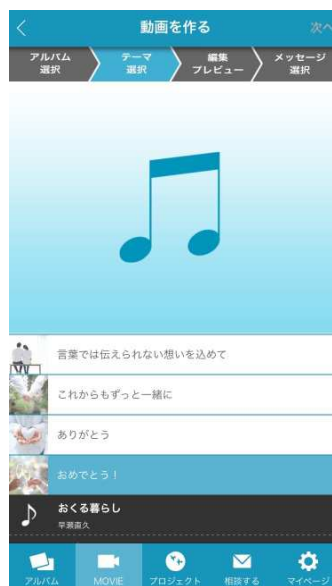 動画を作る
次へ
アルバム
選択
テーマ
選択
編集
プレビュー
メッセージ
選択
言葉では伝えられない想いを込めて
これからもずっと一緒に
ありがとう
おめでとう！
おくる暮らし
早瀬直久
アルバム
MOVIE
プロジェクト
相談する
マイページ